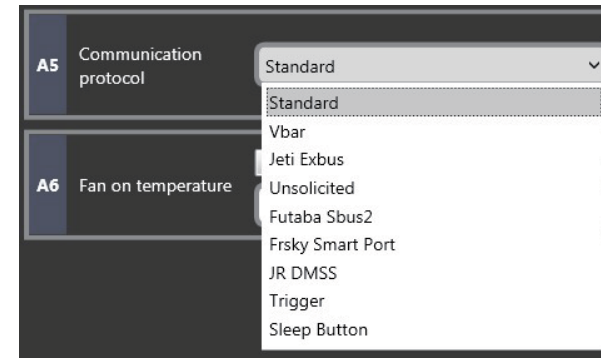 A5
Communication
protocol
Standard
Standard
Vbar
Jeti Exbus
Unsolicited
Futaba Sbus2
Frsky Smart Port
JR DMSS
Trigger
Sleep Button
A6
Fan on temperature